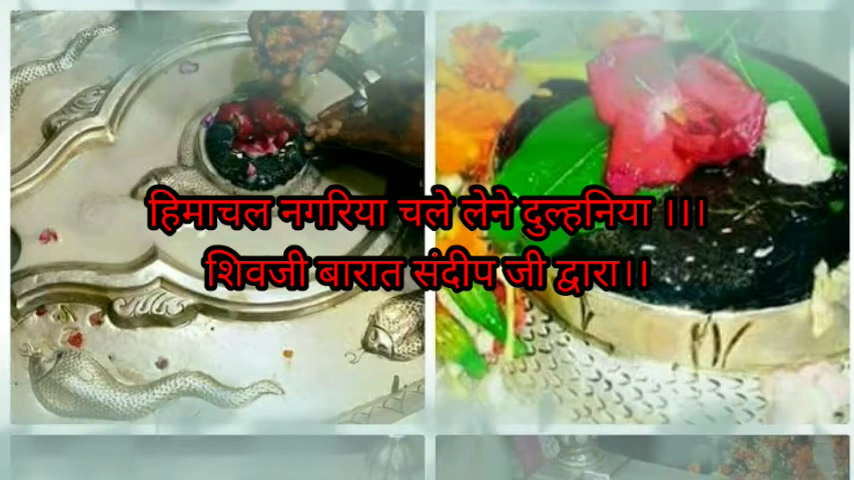 हिमाचल नगरिया चले लेने दुल्हनिया ।।।
शिवजी बारात संदीप जी द्वारा।।